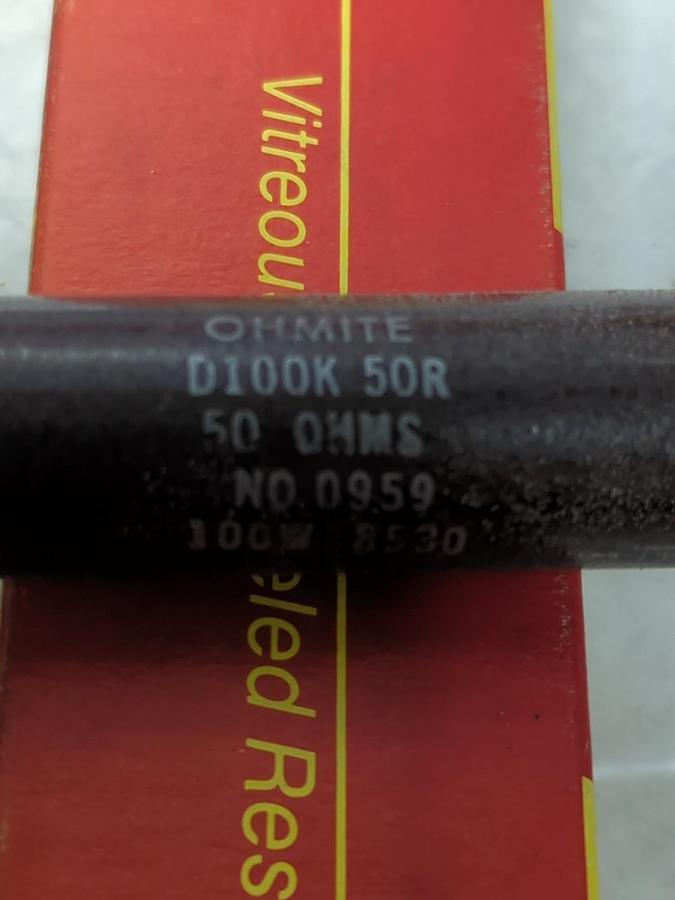 Vitreou
OHMITE
D100K 50R
50 OHMS
NO.0959
100W 8530
eled Res